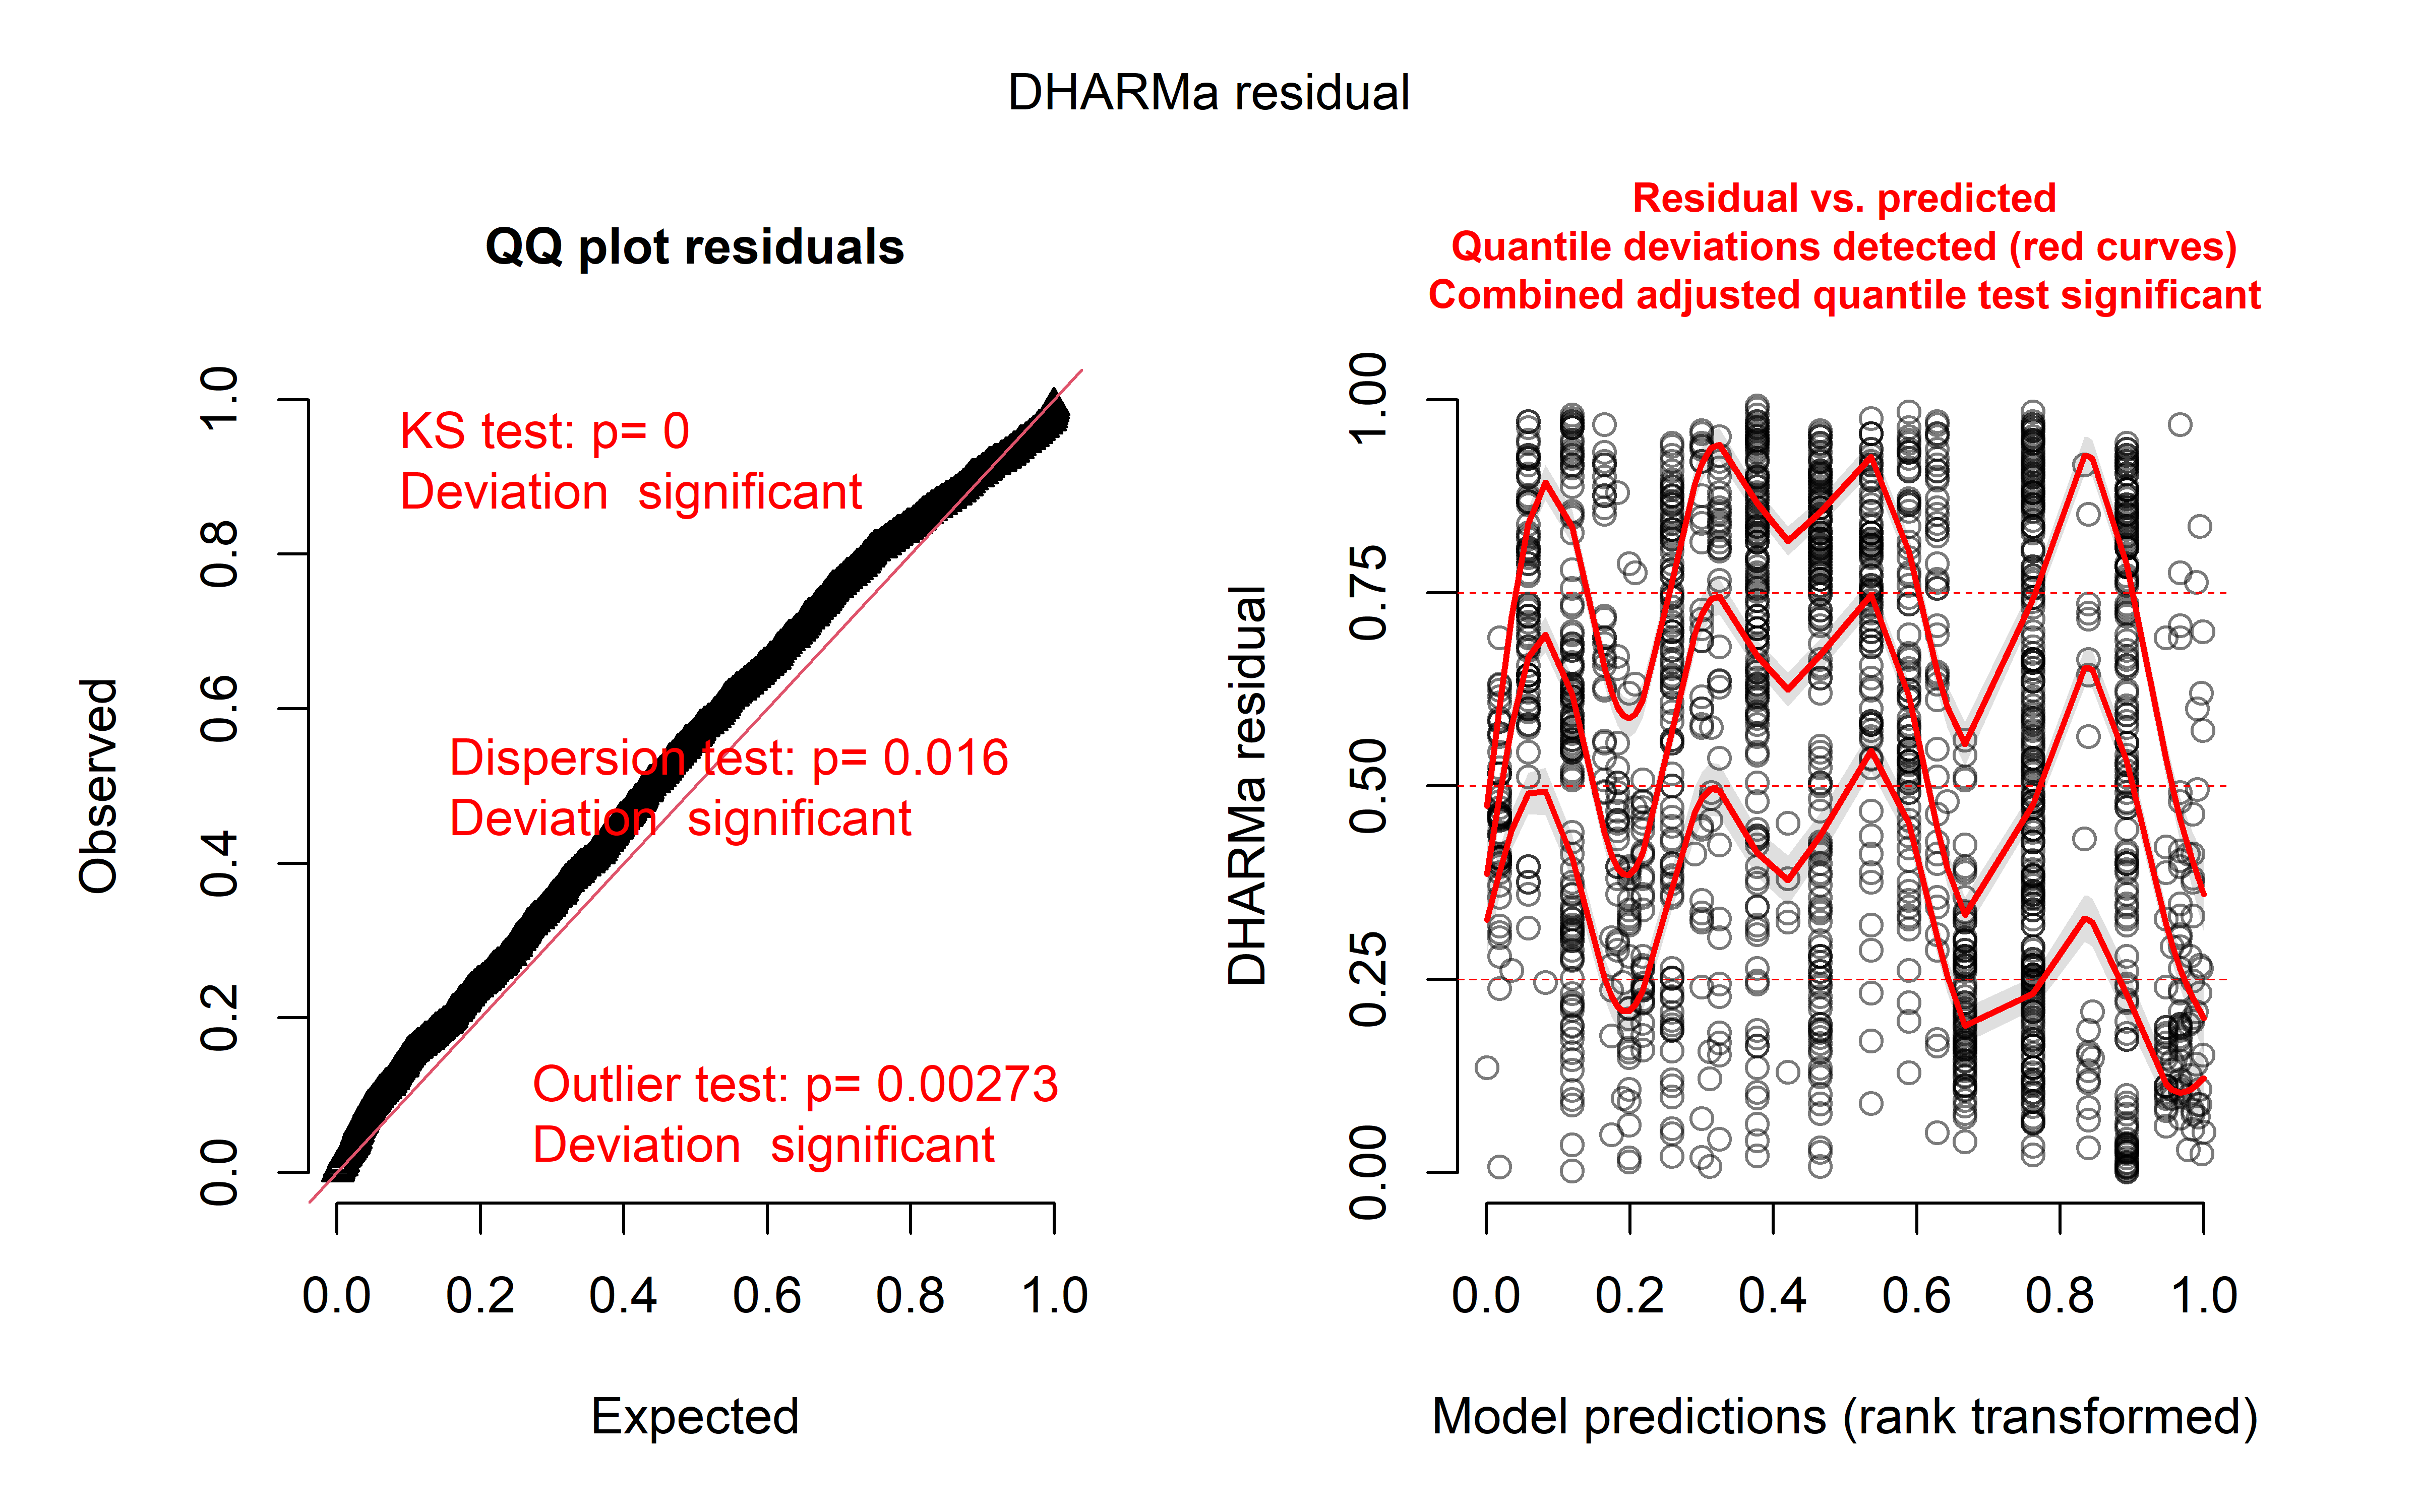 DHARMa residual
QQ plot residuals
KS test: p= 0
Deviation  significant
Dispersion test: p= 0.016
Deviation  significant
Outlier test: p= 0.00273
Deviation  significant
Observed
1.0
0.8
0.6
0.4
0.2
0.0
0.0 0.2 0.4 0.6 0.8 1.0
Expected
Residual vs. predicted
Quantile deviations detected (red curves)
Combined adjusted quantile test significant
DHARMa residual
1.00
0.75
0.50
0.25
0.00
0.0 0.2 0.4 0.6 0.8 1.0
Model predictions (rank transformed)